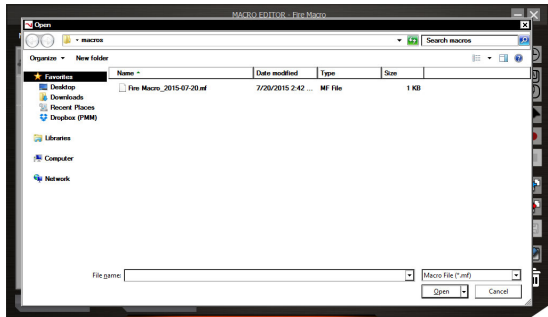 MACRO EDITOR - Fire Macro
Open
macros
Search macros
Organize New folder
Favorites
Desktop
Downloads
Recent Places
Dropbox (PMM)
Libraries
Computer
Network
Name Date modified Type Size
Fire Macro_2015-07-20.mf 7/20/2015 2:42 ... MF File 1 KB
File name:
Macro File (*.mf)
Open Cancel